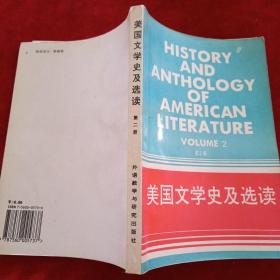 HISTORY
AND
ANTHOLOGY
OF
AMERICAN
LITERATURE
VOLUME 2
美国文学史及选读
美国文学史及选读
第二册
外语教学与研究出版社